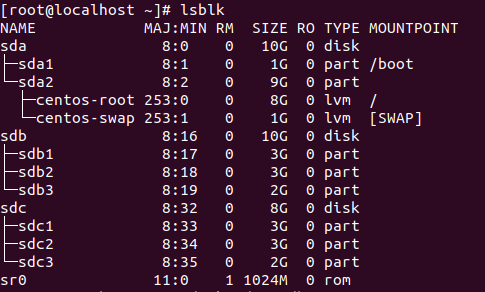 [root@localhost ~]# lsblk
NAME            MAJ:MIN RM  SIZE RO TYPE MOUNTPOINT
sda               8:0    0   10G  0 disk
├─sda1            8:1    0    1G  0 part /boot
└─sda2            8:2    0    9G  0 part
  ├─centos-root 253:0    0    8G  0 lvm  /
  └─centos-swap 253:1    0    1G  0 lvm  [SWAP]
sdb               8:16   0   10G  0 disk
├─sdb1            8:17   0    3G  0 part
├─sdb2            8:18   0    3G  0 part
└─sdb3            8:19   0    2G  0 part
sdc               8:32   0    8G  0 disk
├─sdc1            8:33   0    3G  0 part
├─sdc2            8:34   0    3G  0 part
└─sdc3            8:35   0    2G  0 part
sr0              11:0    1 1024M  0 rom